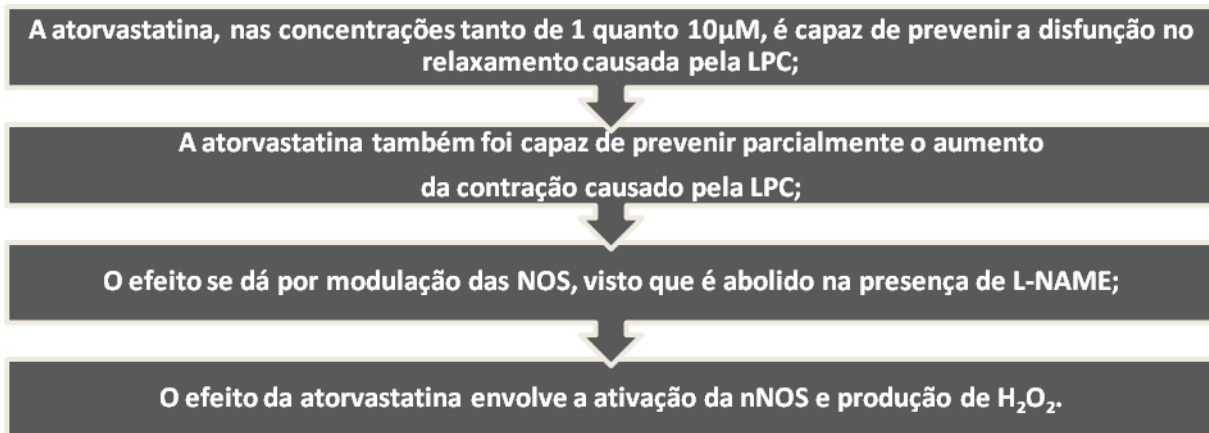 A atorvastatina, nas concentrações tanto de 1 quanto 10µM, é capaz de prevenir a disfunção no
relaxamento causada pela LPC;
A atorvastatina também foi capaz de prevenir parcialmente o aumento
da contração causado pela LPC;
O efeito se dá por modulação das NOS, visto que é abolido na presença de L-NAME;
O efeito da atorvastatina envolve a ativação da nNOS e produção de H₂O₂.